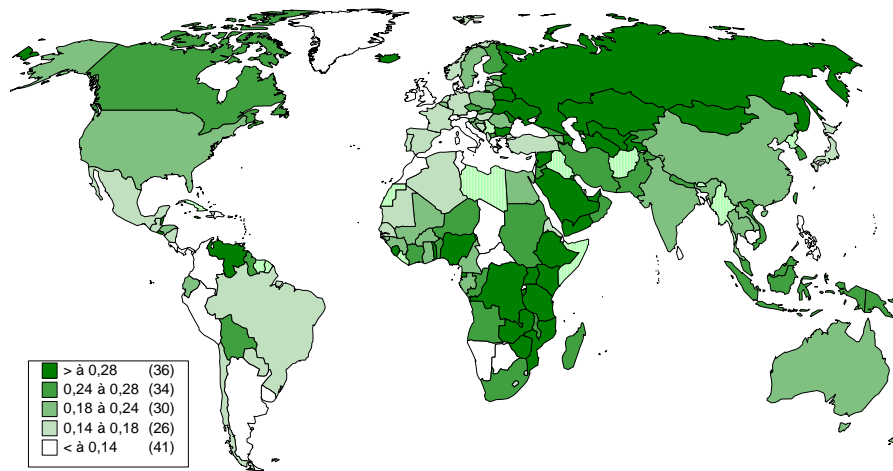 > à 0,28 (36)
0,24 à 0,28 (34)
0,18 à 0,24 (30)
0,14 à 0,18 (26)
< à 0,14 (41)